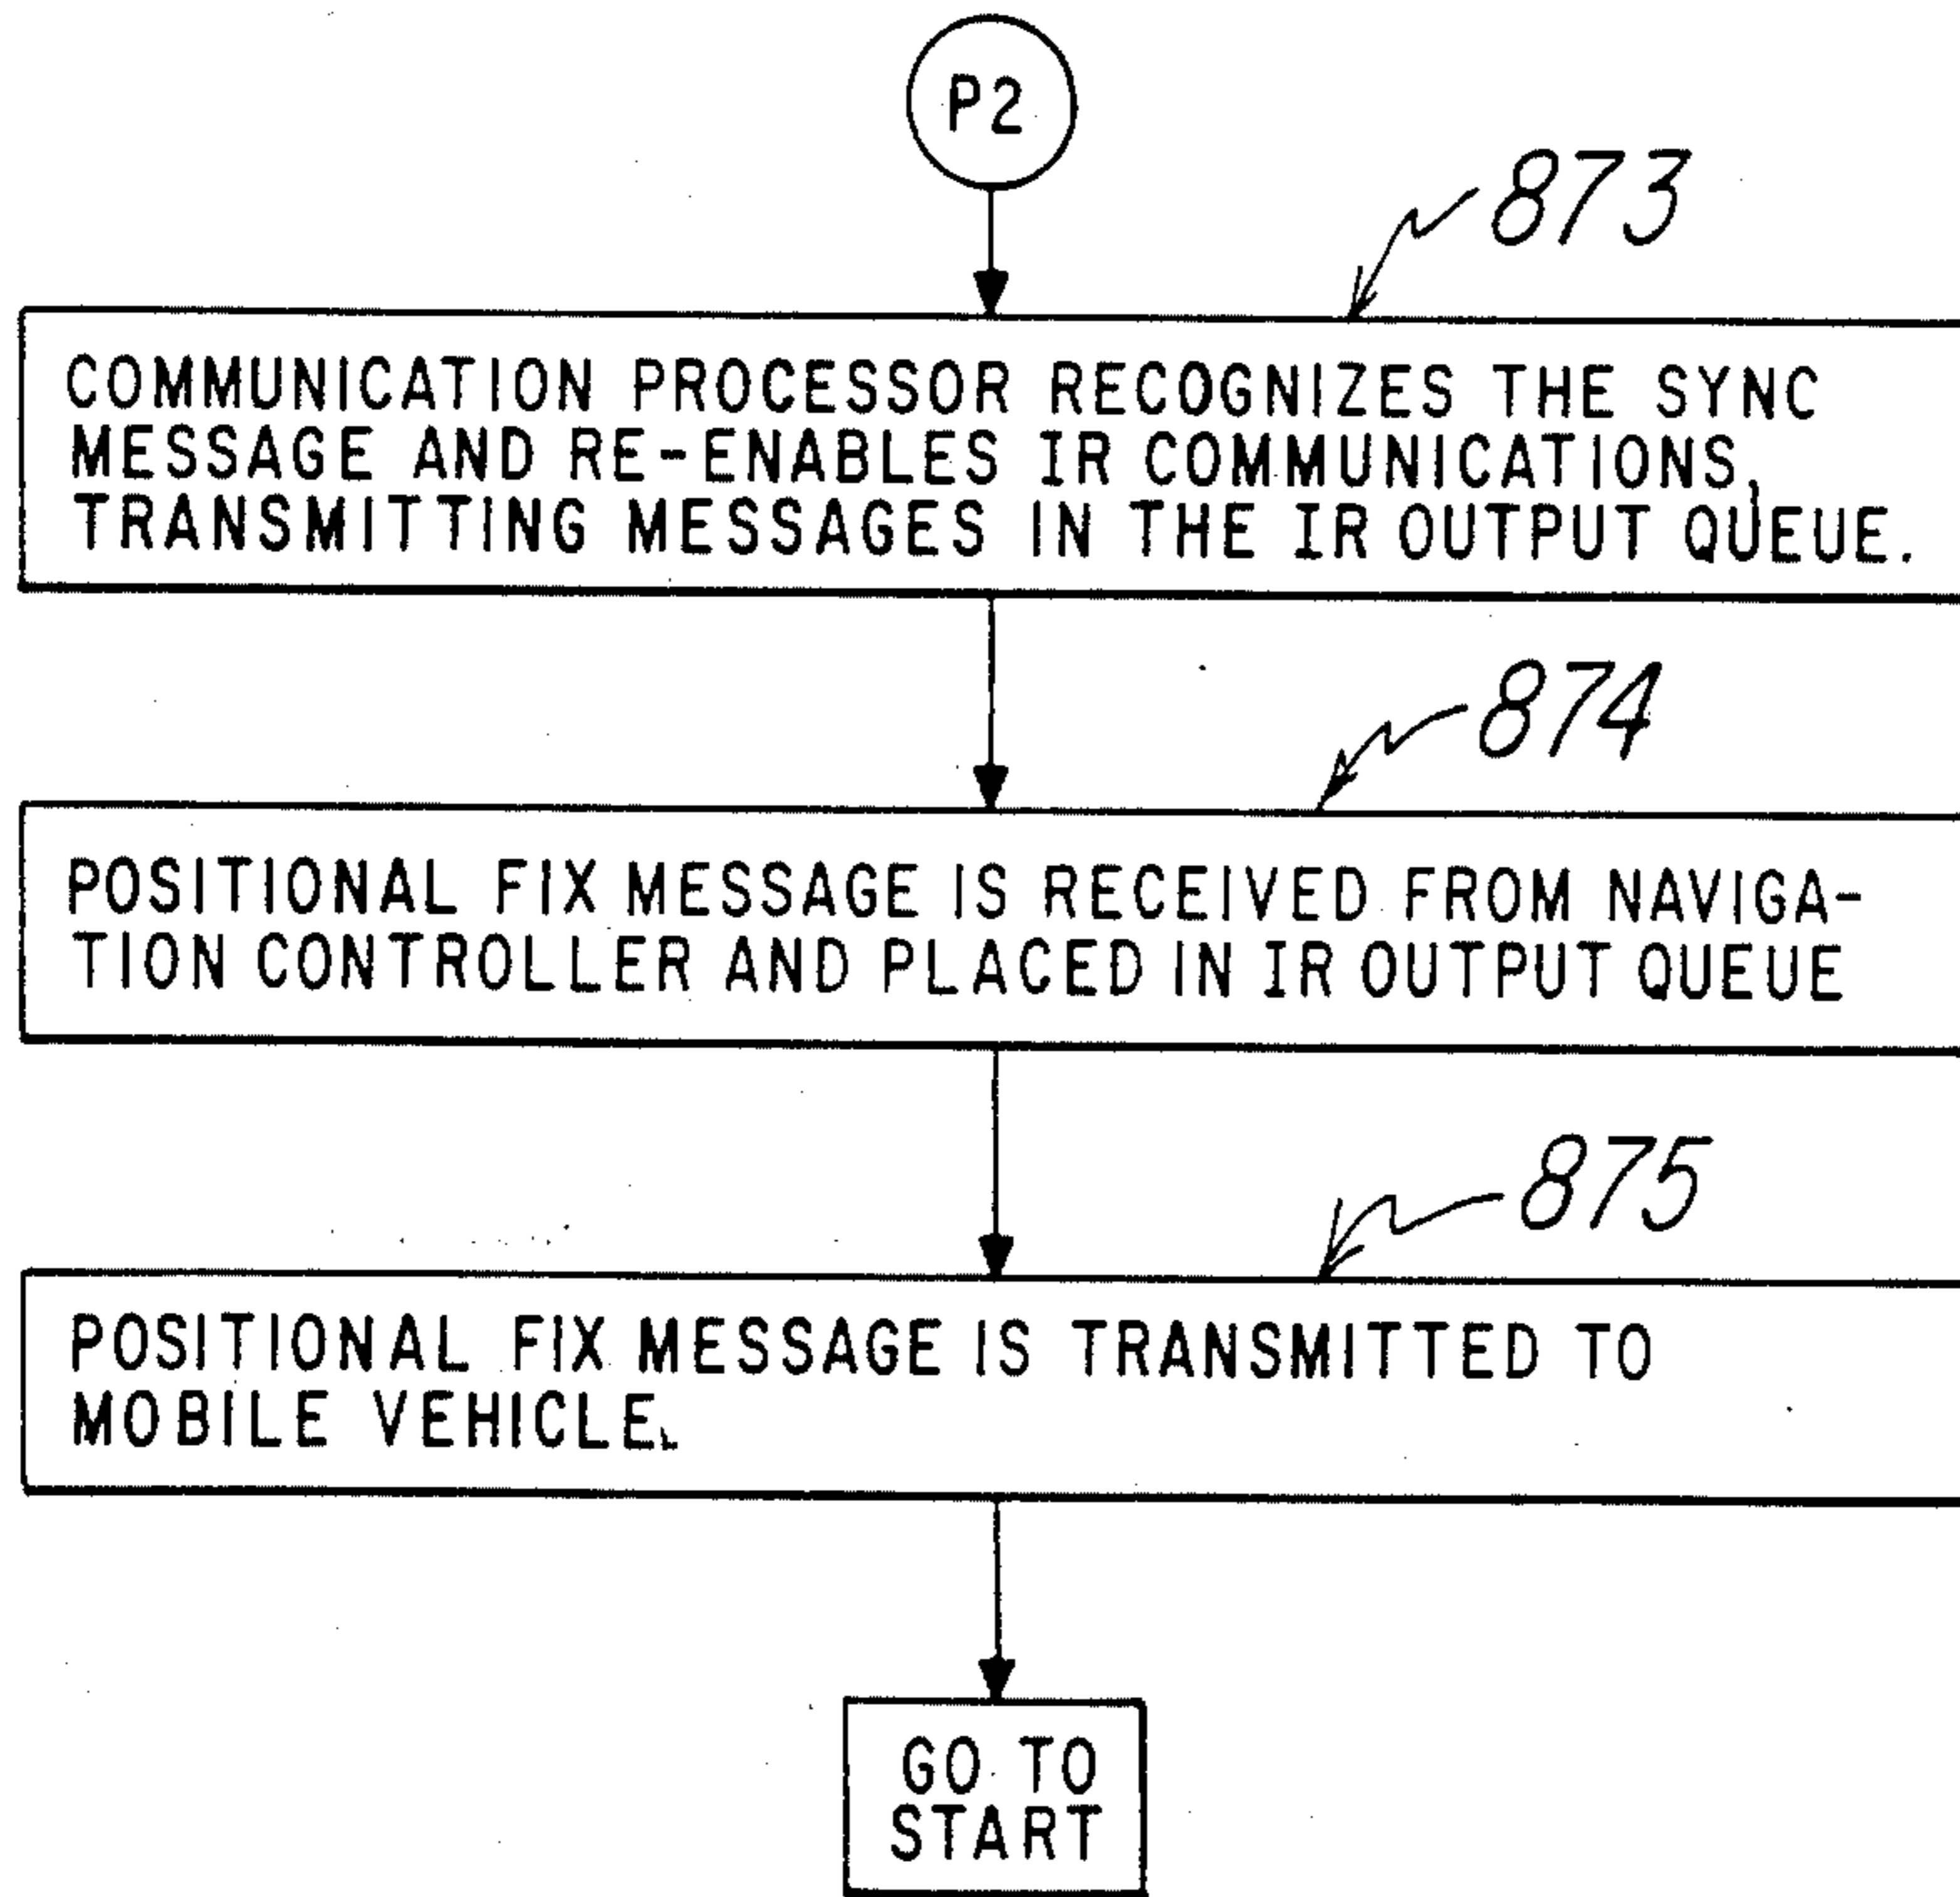 P2
873
COMMUNICATION PROCESSOR RECOGNIZES THE SYNC
MESSAGE AND RE-ENABLES IR COMMUNICATIONS,
TRANSMITTING MESSAGES IN THE IR OUTPUT QUEUE.
874
POSITIONAL FIX MESSAGE IS RECEIVED FROM NAVIGA-
TION CONTROLLER AND PLACED IN IR OUTPUT QUEUE
875
POSITIONAL FIX MESSAGE IS TRANSMITTED TO
MOBILE VEHICLE.
GO TO
START